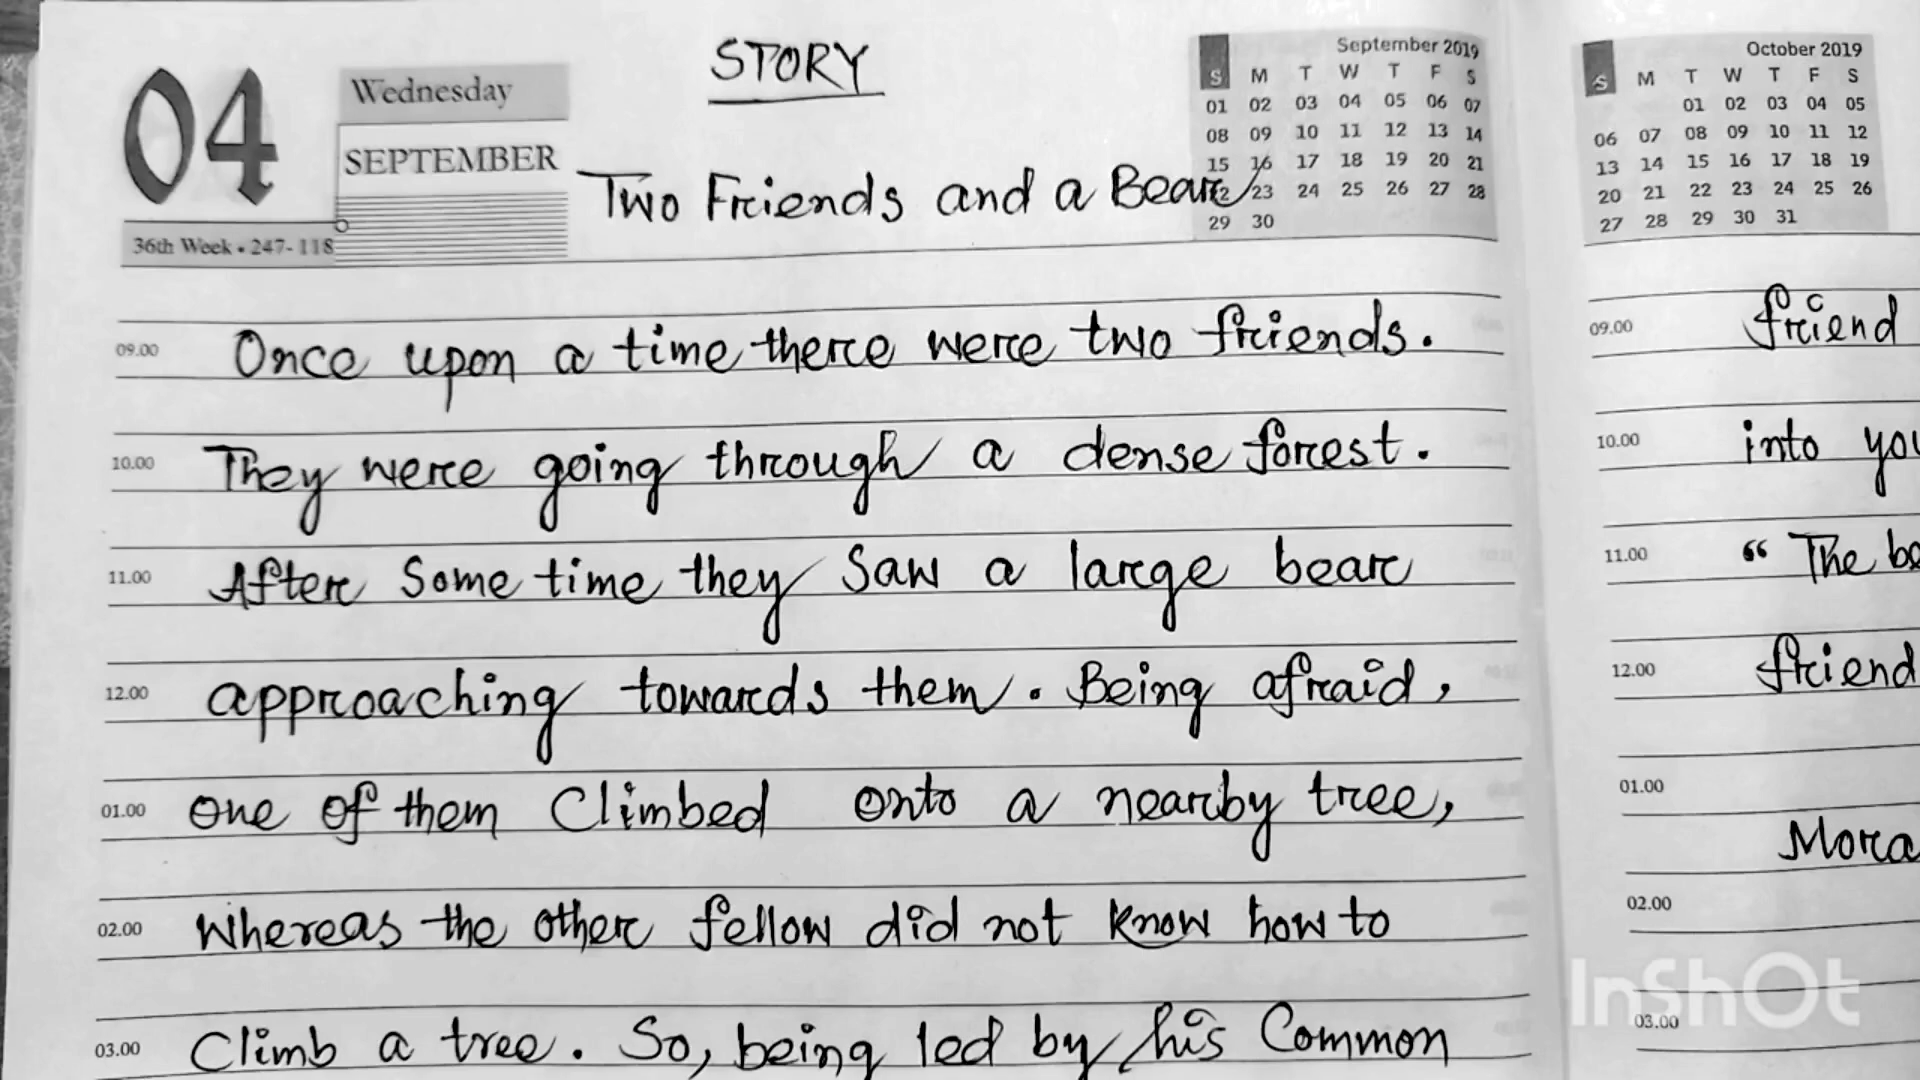 04
Wednesday
SEPTEMBER
36th Week • 247-118
STORY
Two Friends and a Bear
September 2019
S M T W T F S
01 02 03 04 05 06 07
08 09 10 11 12 13 14
15 16 17 18 19 20 21
23 24 25 26 27 28
29 30
09.00 Once upon a time there were two friends.
10.00 They were going through a dense forest.
11.00 After Some time they Saw a large bear
12.00 approaching towards them. Being afraid,
01.00 one of them Climbed onto a nearby tree,
02.00 Whereas the other fellow did not know how to
03.00 Climb a tree. So, being led by his Common
October 2019
S M T W T F S
01 02 03 04 05
06 07 08 09 10 11 12
13 14 15 16 17 18 19
20 21 22 23 24 25 26
27 28 29 30 31
09.00 friend
10.00 into
11.00 “ The
12.00 friend
01.00
02.00
03.00
InShOt